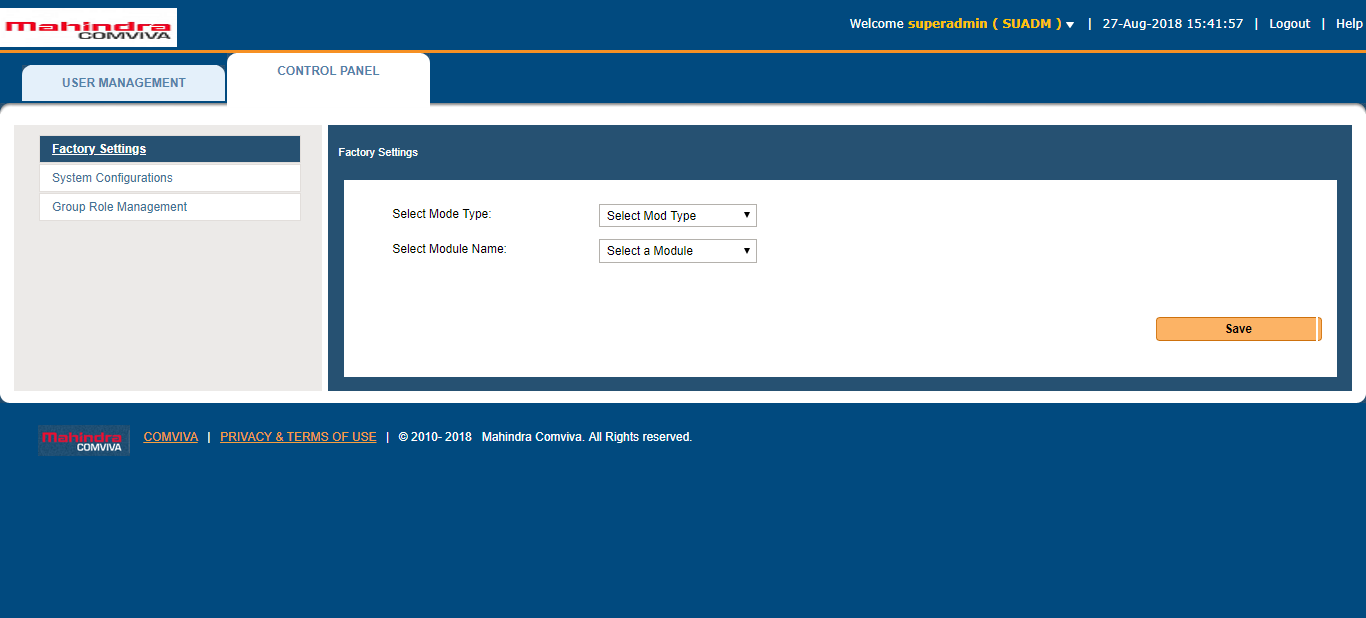 Mahindra
COMVIVA
Welcome superadmin ( SUADM ) | 27-Aug-2018 15:41:57 | Logout | Help
USER MANAGEMENT
CONTROL PANEL
Factory Settings
System Configurations
Group Role Management
Factory Settings
Select Mode Type: Select Mod Type
Select Module Name: Select a Module
Save
Mahindra
COMVIVA
COMVIVA | PRIVACY & TERMS OF USE | © 2010- 2018 Mahindra Comviva. All Rights reserved.